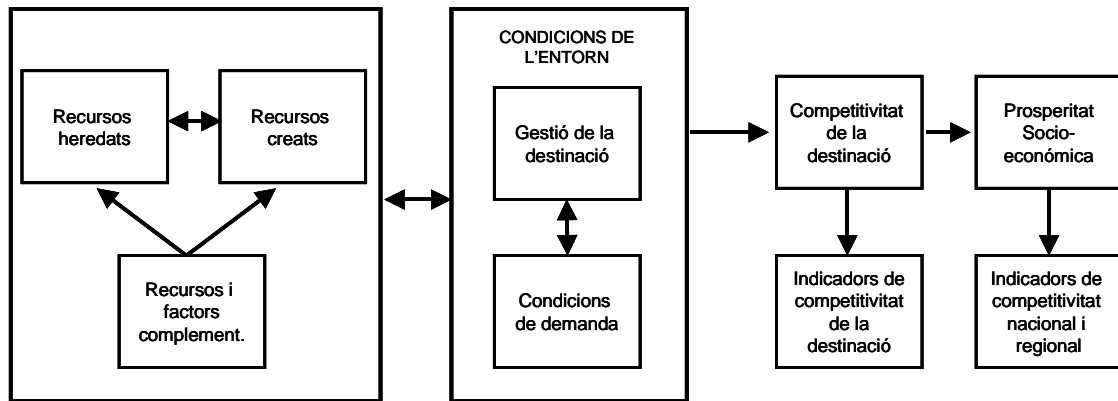 CONDICIONS DE
L'ENTORN
Recursos
heredats
Recursos
creats
Recursos i
factors
complement.
Gestió de la
destinació
Condicions
de demanda
Competitivitat
de la
destinació
Prosperitat
Socio-
económica
Indicadors de
competitivitat
de la
destinació
Indicadors de
competitivitat
nacional i
regional